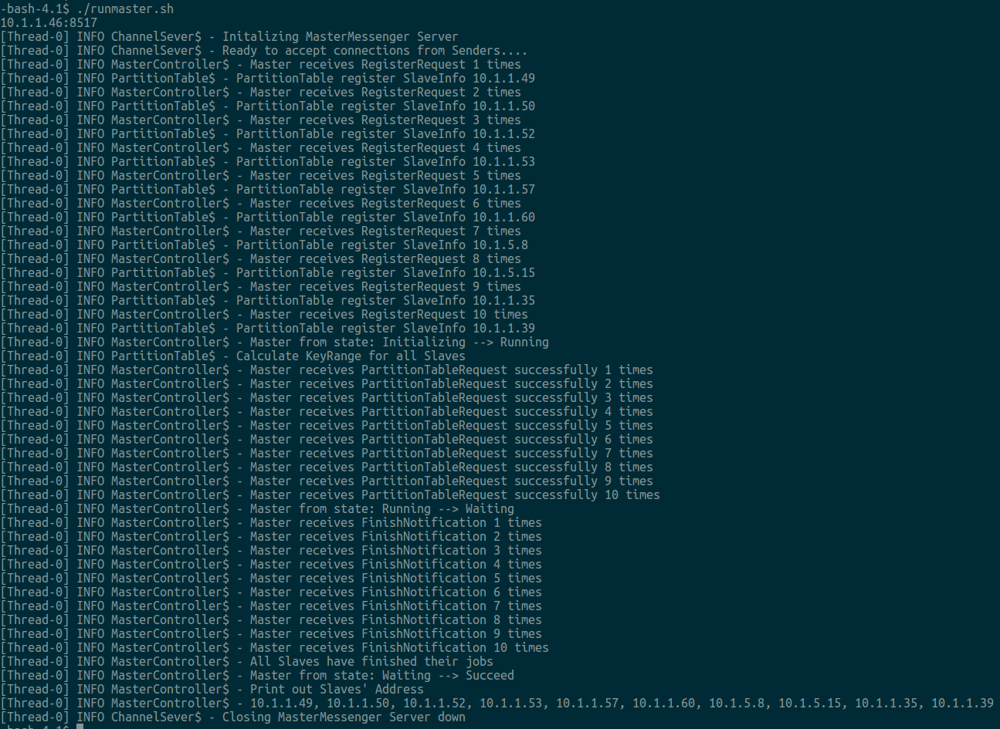 -bash-4.1$ ./runmaster.sh
10.1.1.46:8517
[Thread-0] INFO ChannelSever$ - Initalizing MasterMessenger Server
[Thread-0] INFO ChannelSever$ - Ready to accept connections from Senders....
[Thread-0] INFO MasterController$ - Master receives RegisterRequest 1 times
[Thread-0] INFO PartitionTable$ - PartitionTable register SlaveInfo 10.1.1.49
[Thread-0] INFO MasterController$ - Master receives RegisterRequest 2 times
[Thread-0] INFO PartitionTable$ - PartitionTable register SlaveInfo 10.1.1.50
[Thread-0] INFO MasterController$ - Master receives RegisterRequest 3 times
[Thread-0] INFO PartitionTable$ - PartitionTable register SlaveInfo 10.1.1.52
[Thread-0] INFO MasterController$ - Master receives RegisterRequest 4 times
[Thread-0] INFO PartitionTable$ - PartitionTable register SlaveInfo 10.1.1.53
[Thread-0] INFO MasterController$ - Master receives RegisterRequest 5 times
[Thread-0] INFO PartitionTable$ - PartitionTable register SlaveInfo 10.1.1.57
[Thread-0] INFO MasterController$ - Master receives RegisterRequest 6 times
[Thread-0] INFO PartitionTable$ - PartitionTable register SlaveInfo 10.1.1.60
[Thread-0] INFO MasterController$ - Master receives RegisterRequest 7 times
[Thread-0] INFO PartitionTable$ - PartitionTable register SlaveInfo 10.1.5.8
[Thread-0] INFO MasterController$ - Master receives RegisterRequest 8 times
[Thread-0] INFO PartitionTable$ - PartitionTable register SlaveInfo 10.1.5.15
[Thread-0] INFO MasterController$ - Master receives RegisterRequest 9 times
[Thread-0] INFO PartitionTable$ - PartitionTable register SlaveInfo 10.1.1.35
[Thread-0] INFO MasterController$ - Master receives RegisterRequest 10 times
[Thread-0] INFO PartitionTable$ - PartitionTable register SlaveInfo 10.1.1.39
[Thread-0] INFO MasterController$ - Master from state: Initializing --> Running
[Thread-0] INFO PartitionTable$ - Calculate KeyRange for all Slaves
[Thread-0] INFO MasterController$ - Master receives PartitionTableRequest successfully 1 times
[Thread-0] INFO MasterController$ - Master receives PartitionTableRequest successfully 2 times
[Thread-0] INFO MasterController$ - Master receives PartitionTableRequest successfully 3 times
[Thread-0] INFO MasterController$ - Master receives PartitionTableRequest successfully 4 times
[Thread-0] INFO MasterController$ - Master receives PartitionTableRequest successfully 5 times
[Thread-0] INFO MasterController$ - Master receives PartitionTableRequest successfully 6 times
[Thread-0] INFO MasterController$ - Master receives PartitionTableRequest successfully 7 times
[Thread-0] INFO MasterController$ - Master receives PartitionTableRequest successfully 8 times
[Thread-0] INFO MasterController$ - Master receives PartitionTableRequest successfully 9 times
[Thread-0] INFO MasterController$ - Master receives PartitionTableRequest successfully 10 times
[Thread-0] INFO MasterController$ - Master from state: Running --> Waiting
[Thread-0] INFO MasterController$ - Master receives FinishNotification 1 times
[Thread-0] INFO MasterController$ - Master receives FinishNotification 2 times
[Thread-0] INFO MasterController$ - Master receives FinishNotification 3 times
[Thread-0] INFO MasterController$ - Master receives FinishNotification 4 times
[Thread-0] INFO MasterController$ - Master receives FinishNotification 5 times
[Thread-0] INFO MasterController$ - Master receives FinishNotification 6 times
[Thread-0] INFO MasterController$ - Master receives FinishNotification 7 times
[Thread-0] INFO MasterController$ - Master receives FinishNotification 8 times
[Thread-0] INFO MasterController$ - Master receives FinishNotification 9 times
[Thread-0] INFO MasterController$ - Master receives FinishNotification 10 times
[Thread-0] INFO MasterController$ - All Slaves have finished their jobs
[Thread-0] INFO MasterController$ - Master from state: Waiting --> Succeed
[Thread-0] INFO MasterController$ - Print out Slaves' Address
[Thread-0] INFO MasterController$ - 10.1.1.49, 10.1.1.50, 10.1.1.52, 10.1.1.53, 10.1.1.57, 10.1.1.60, 10.1.5.8, 10.1.5.15, 10.1.1.35, 10.1.1.39
[Thread-0] INFO ChannelSever$ - Closing MasterMessenger Server down
-bash-4.1$